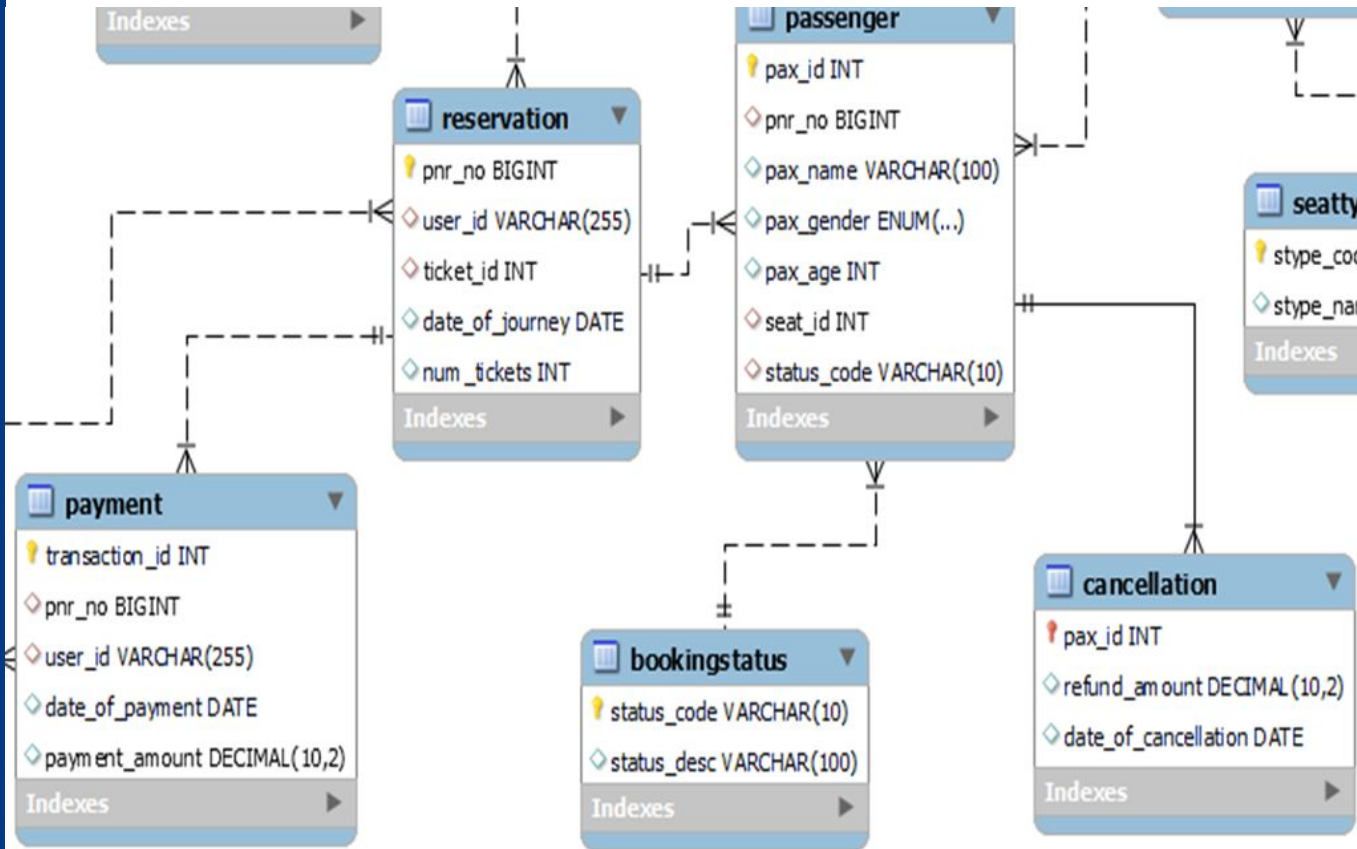 Indexes
reservation
pnr_no BIGINT
user_id VARCHAR(255)
ticket_id INT
date_of_journey DATE
num_tickets INT
Indexes
passenger
pax_id INT
pnr_no BIGINT
pax_name VARCHAR(100)
pax_gender ENUM(...)
pax_age INT
seat_id INT
status_code VARCHAR(10)
Indexes
Indexes
payment
transaction_id INT
pnr_no BIGINT
user_id VARCHAR(255)
date_of_payment DATE
payment_amount DECIMAL(10,2)
Indexes
bookingstatus
status_code VARCHAR(10)
status_desc VARCHAR(100)
Indexes
cancellation
pax_id INT
refund_amount DECIMAL(10,2)
date_of_cancellation DATE
Indexes